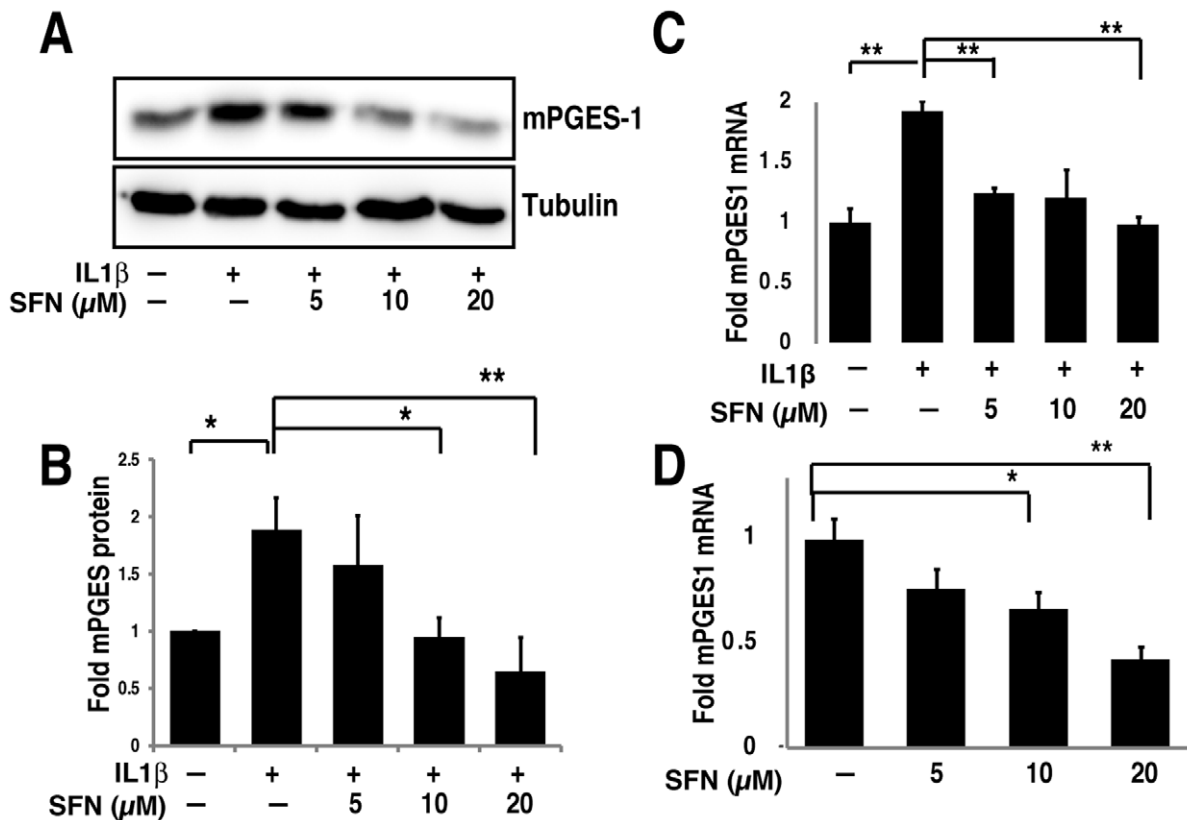 A
mPGES-1
Tubulin
IL1β – + + + +
SFN (µM) – – 5 10 20
B
**
*
*
Fold mPGES protein
2.5
2
1.5
1
0.5
0
IL1β – + + + +
SFN (µM) – – 5 10 20
C
**
** **
Fold mPGES1 mRNA
2
1.5
1
0.5
0
IL1β – + + + +
SFN (µM) – – 5 10 20
D
**
*
Fold mPGES1 mRNA
1
0.5
0
SFN (µM) – 5 10 20